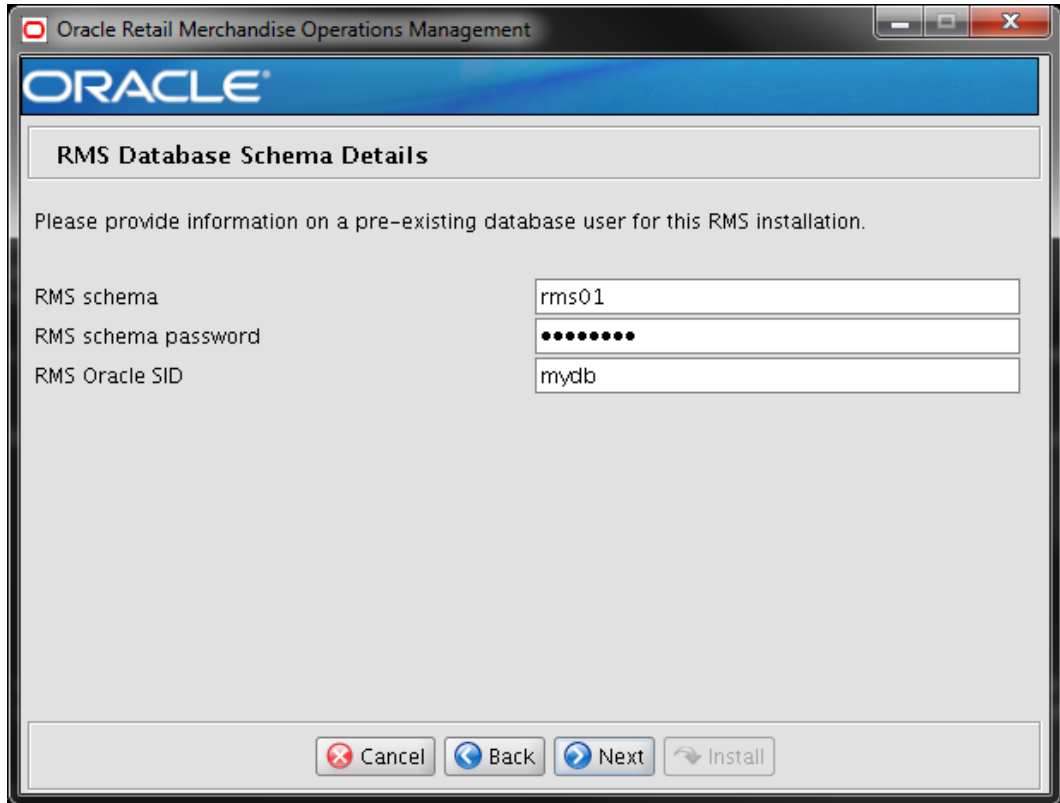 Oracle Retail Merchandise Operations Management
ORACLE®
RMS Database Schema Details
Please provide information on a pre-existing database user for this RMS installation.
RMS schema
rms01
RMS schema password
••••••••
RMS Oracle SID
mydb
Cancel Back Next Install